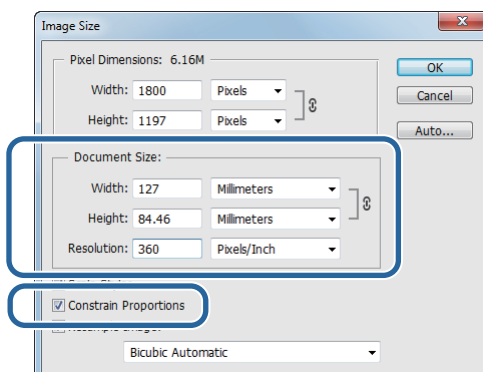 Image Size
Pixel Dimensions: 6.16M
Width: 1800 Pixels
Height: 1197 Pixels
OK
Cancel
Auto...
Document Size:
Width: 127 Millimeters
Height: 84.46 Millimeters
Resolution: 360 Pixels/Inch
Constrain Proportions
Bicubic Automatic